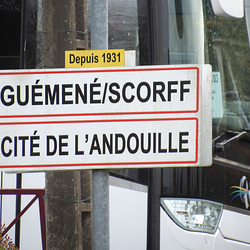 Depuis 1931
GUÉMENÉ/SCORFF
CITÉ DE L'ANDOUILLE